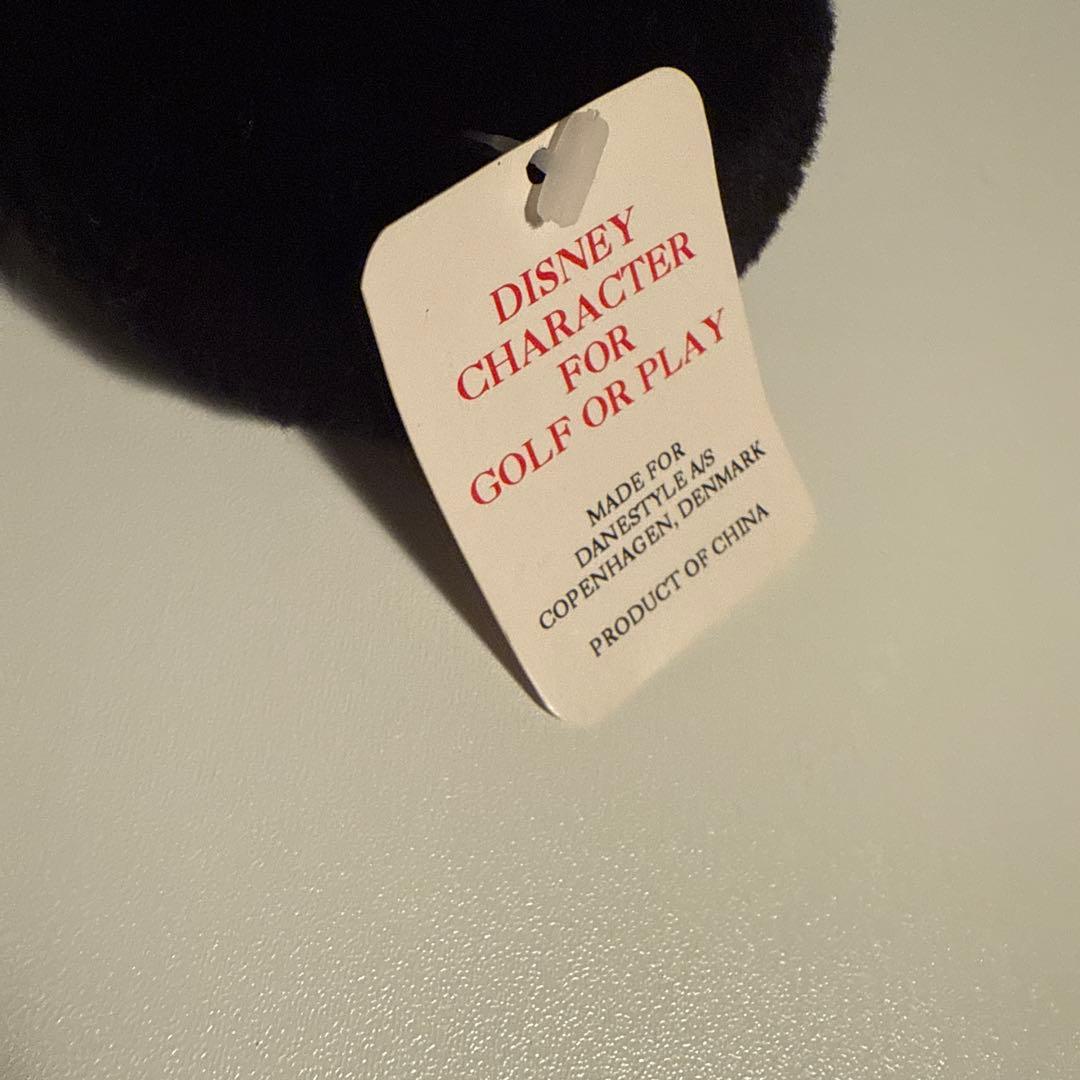 DISNEY
CHARACTER
FOR
GOLF OR PLAY
MADE FOR
DANESTYLE A/S
COPENHAGEN, DENMARK
PRODUCT OF CHINA